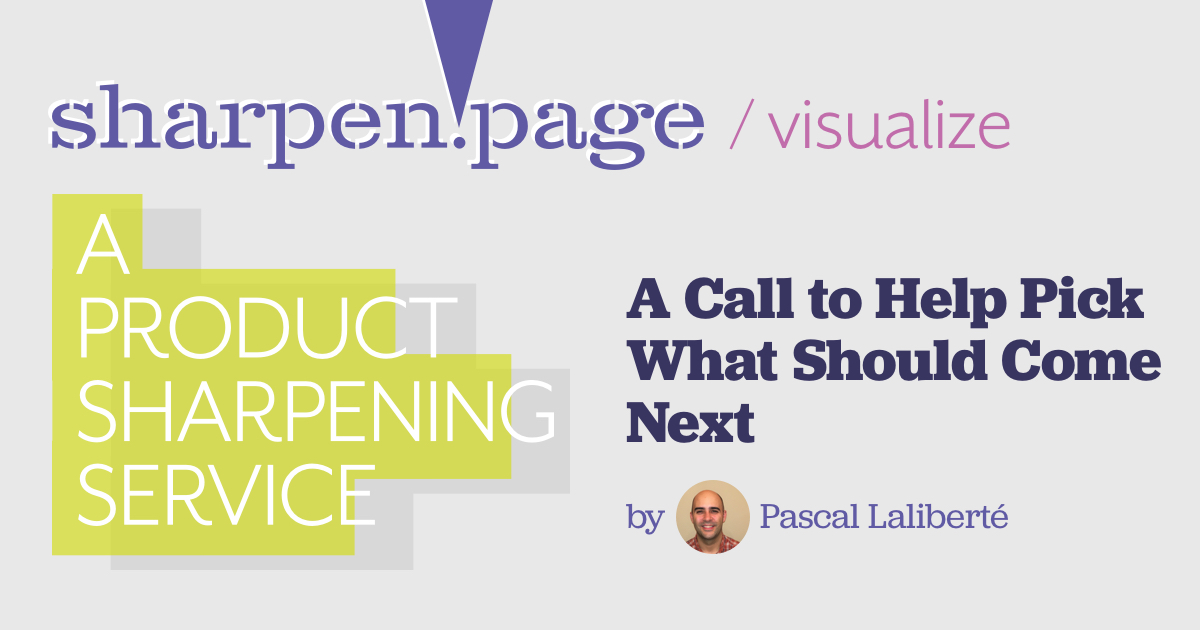 sharpen.page / visualize
A
PRODUCT
SHARPENING
SERVICE
A Call to Help Pick
What Should Come
Next
by Pascal Laliberté